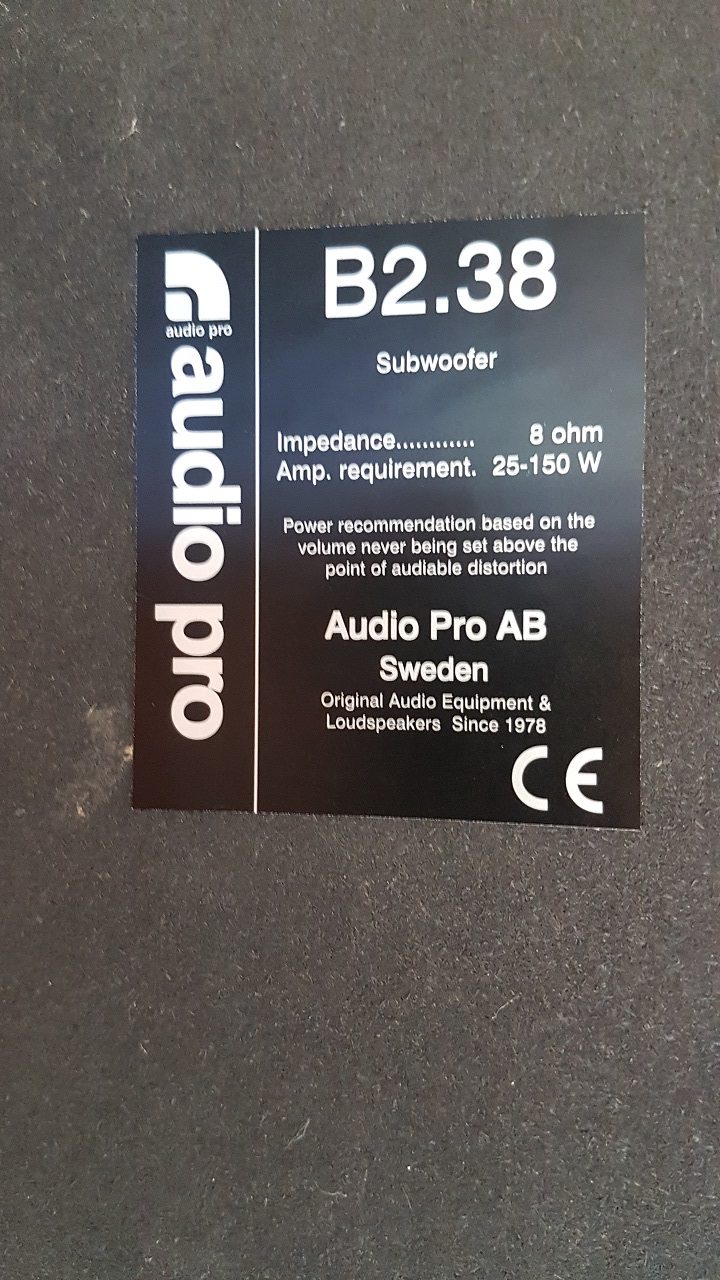 audio pro
audio pro
B2.38
Subwoofer
Impedance............ 8 ohm
Amp. requirement. 25-150 W
Power recommendation based on the
volume never being set above the
point of audiable distortion
Audio Pro AB
Sweden
Original Audio Equipment &
Loudspeakers Since 1978
CE